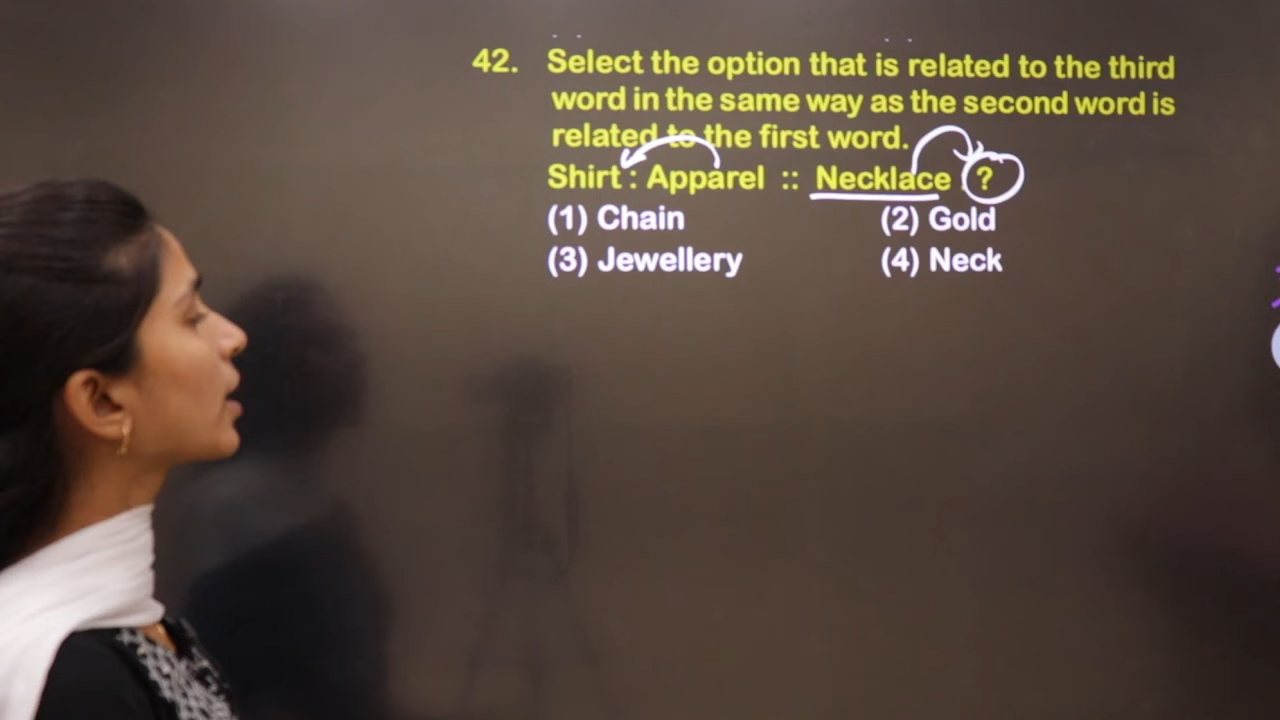 42. Select the option that is related to the third
word in the same way as the second word is
related to the first word.
Shirt : Apparel :: Necklace ?
(1) Chain (2) Gold
(3) Jewellery (4) Neck